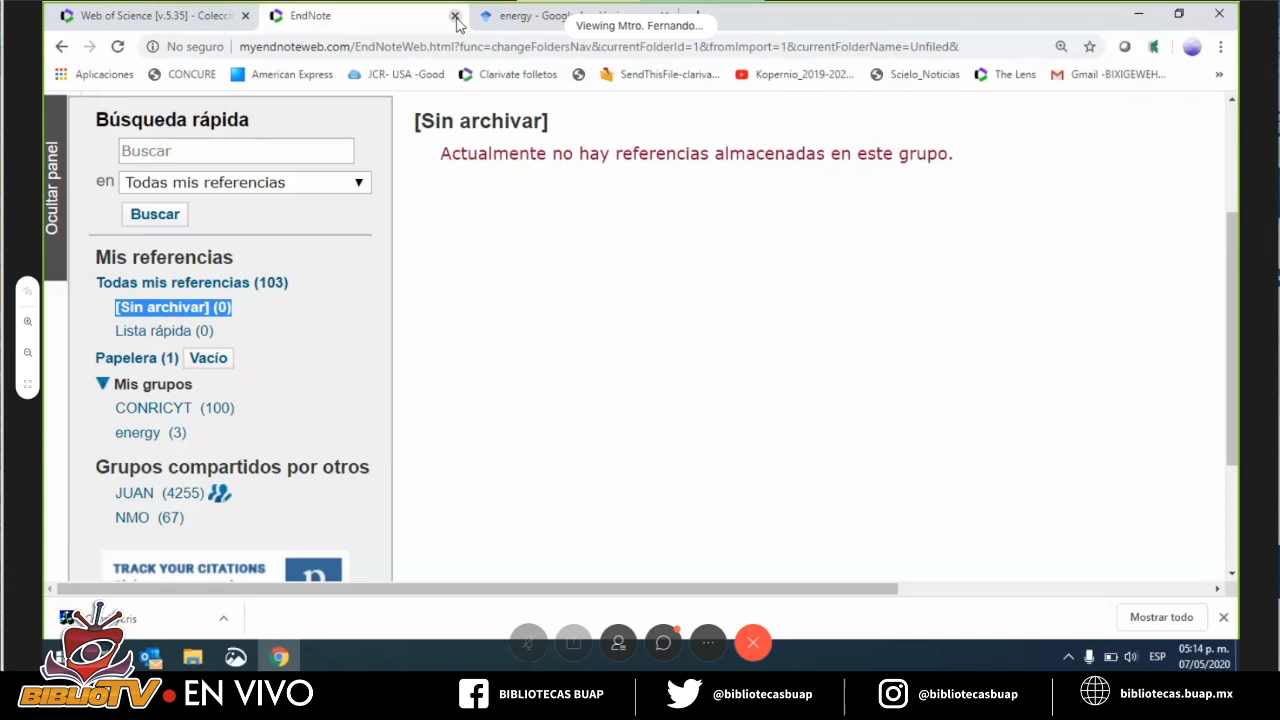 Web of Science [v.5.35] - Colecc
EndNote
energy - Goog
Viewing Mtro. Fernando...
No seguro
myendnoteweb.com/EndNoteWeb.html?func=changeFoldersNav&currentFolderId=1&fromImport=1&currentFolderName=Unfiled&
Aplicaciones
CONCURE
American Express
JCR- USA -Good
Clarivate folletos
SendThisFile-clariva...
Kopernio_2019-202...
Scielo_Noticias
The Lens
Gmail -BIXIGEWEH...
»
Ocultar panel
Búsqueda rápida
Buscar
en Todas mis referencias
Buscar
Mis referencias
Todas mis referencias (103)
[Sin archivar] (0)
Lista rápida (0)
Papelera (1) Vacío
Mis grupos
CONRICYT (100)
energy (3)
Grupos compartidos por otros
JUAN (4255)
NMO (67)
TRACK YOUR CITATIONS
[Sin archivar]
Actualmente no hay referencias almacenadas en este grupo.
Mostrar todo
ESP
05:14 p. m.
07/05/2020
BIBLIOTV
EN VIVO
BIBLIOTECAS BUAP
@bibliotecasbuap
@bibliotecasbuap
bibliotecas.buap.mx